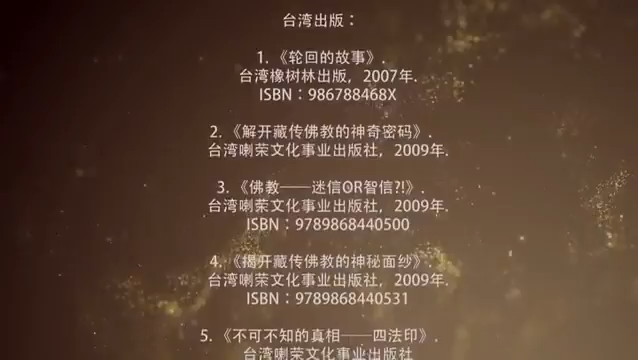 台湾出版：
1. 《轮回的故事》.
台湾橡树林出版，2007年.
ISBN：986788468X
2. 《解开藏传佛教的神奇密码》.
台湾喇荣文化事业出版社，2009年.
3. 《佛教——迷信OR智信?!》.
台湾喇荣文化事业出版社，2009年.
ISBN：9789868440500
4. 《揭开藏传佛教的神秘面纱》.
台湾喇荣文化事业出版社，2009年.
ISBN：9789868440531
5. 《不可不知的真相——四法印》.
台湾喇荣文化事业出版社